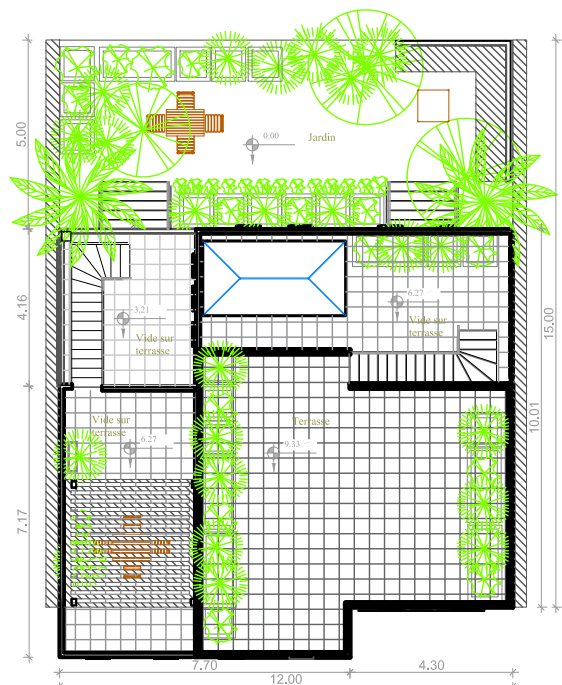 5.00
0.00
Jardin
4.16
3.21
Vide sur
terrasse
6.27
Vide sur
terrasse
15.00
Vide sur
terrasse
6.27
Terrasse
9.33
10.01
7.17
7.70
4.30
12.00